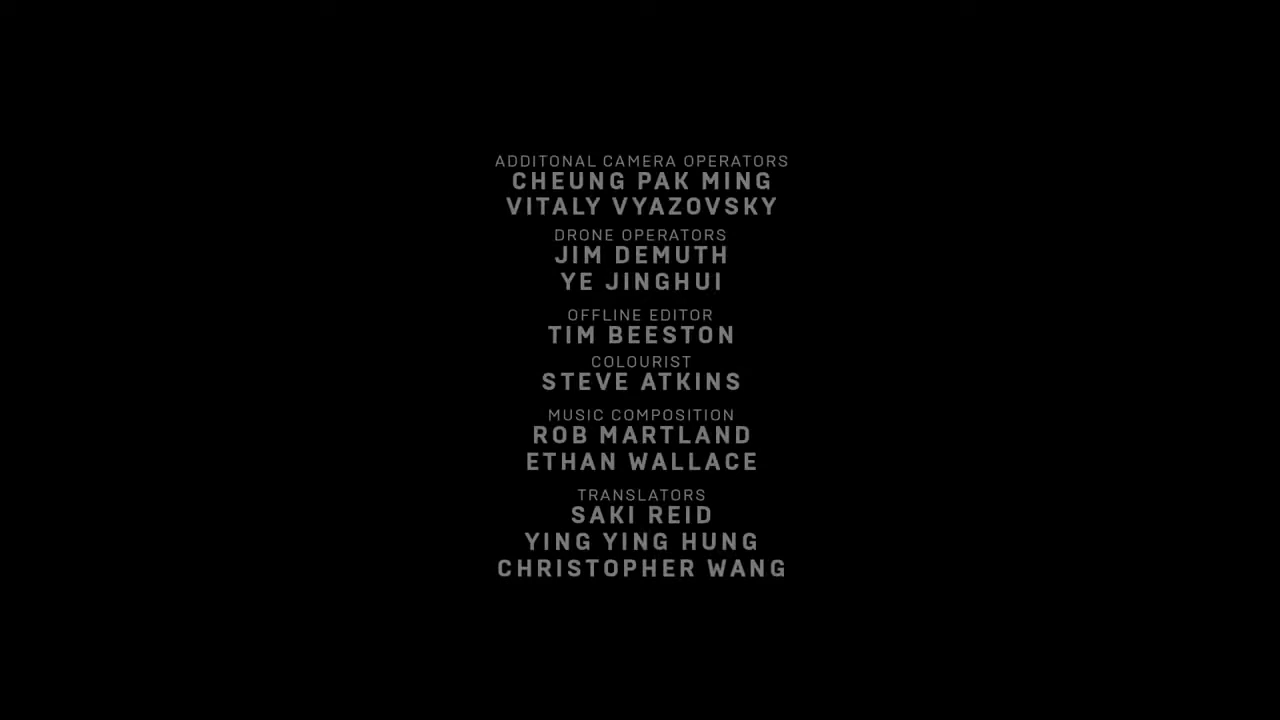 ADDITONAL CAMERA OPERATORS
CHEUNG PAK MING
VITALY VYAZOVSKY
DRONE OPERATORS
JIM DEMUTH
YE JINGHUI
OFFLINE EDITOR
TIM BEESTON
COLOURIST
STEVE ATKINS
MUSIC COMPOSITION
ROB MARTLAND
ETHAN WALLACE
TRANSLATORS
SAKI REID
YING YING HUNG
CHRISTOPHER WANG